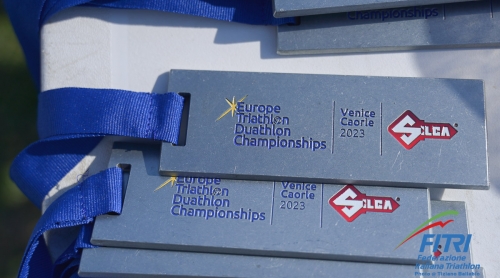 Championships
Europe
Triathlon
Duathlon
Championships
Venice
Caorle
2023
SILCA
Europe
Triathlon
Duathlon
Championships
Venice
Caorle
2023
SILCA
FITRI
Federazione
Italiana Triathlon